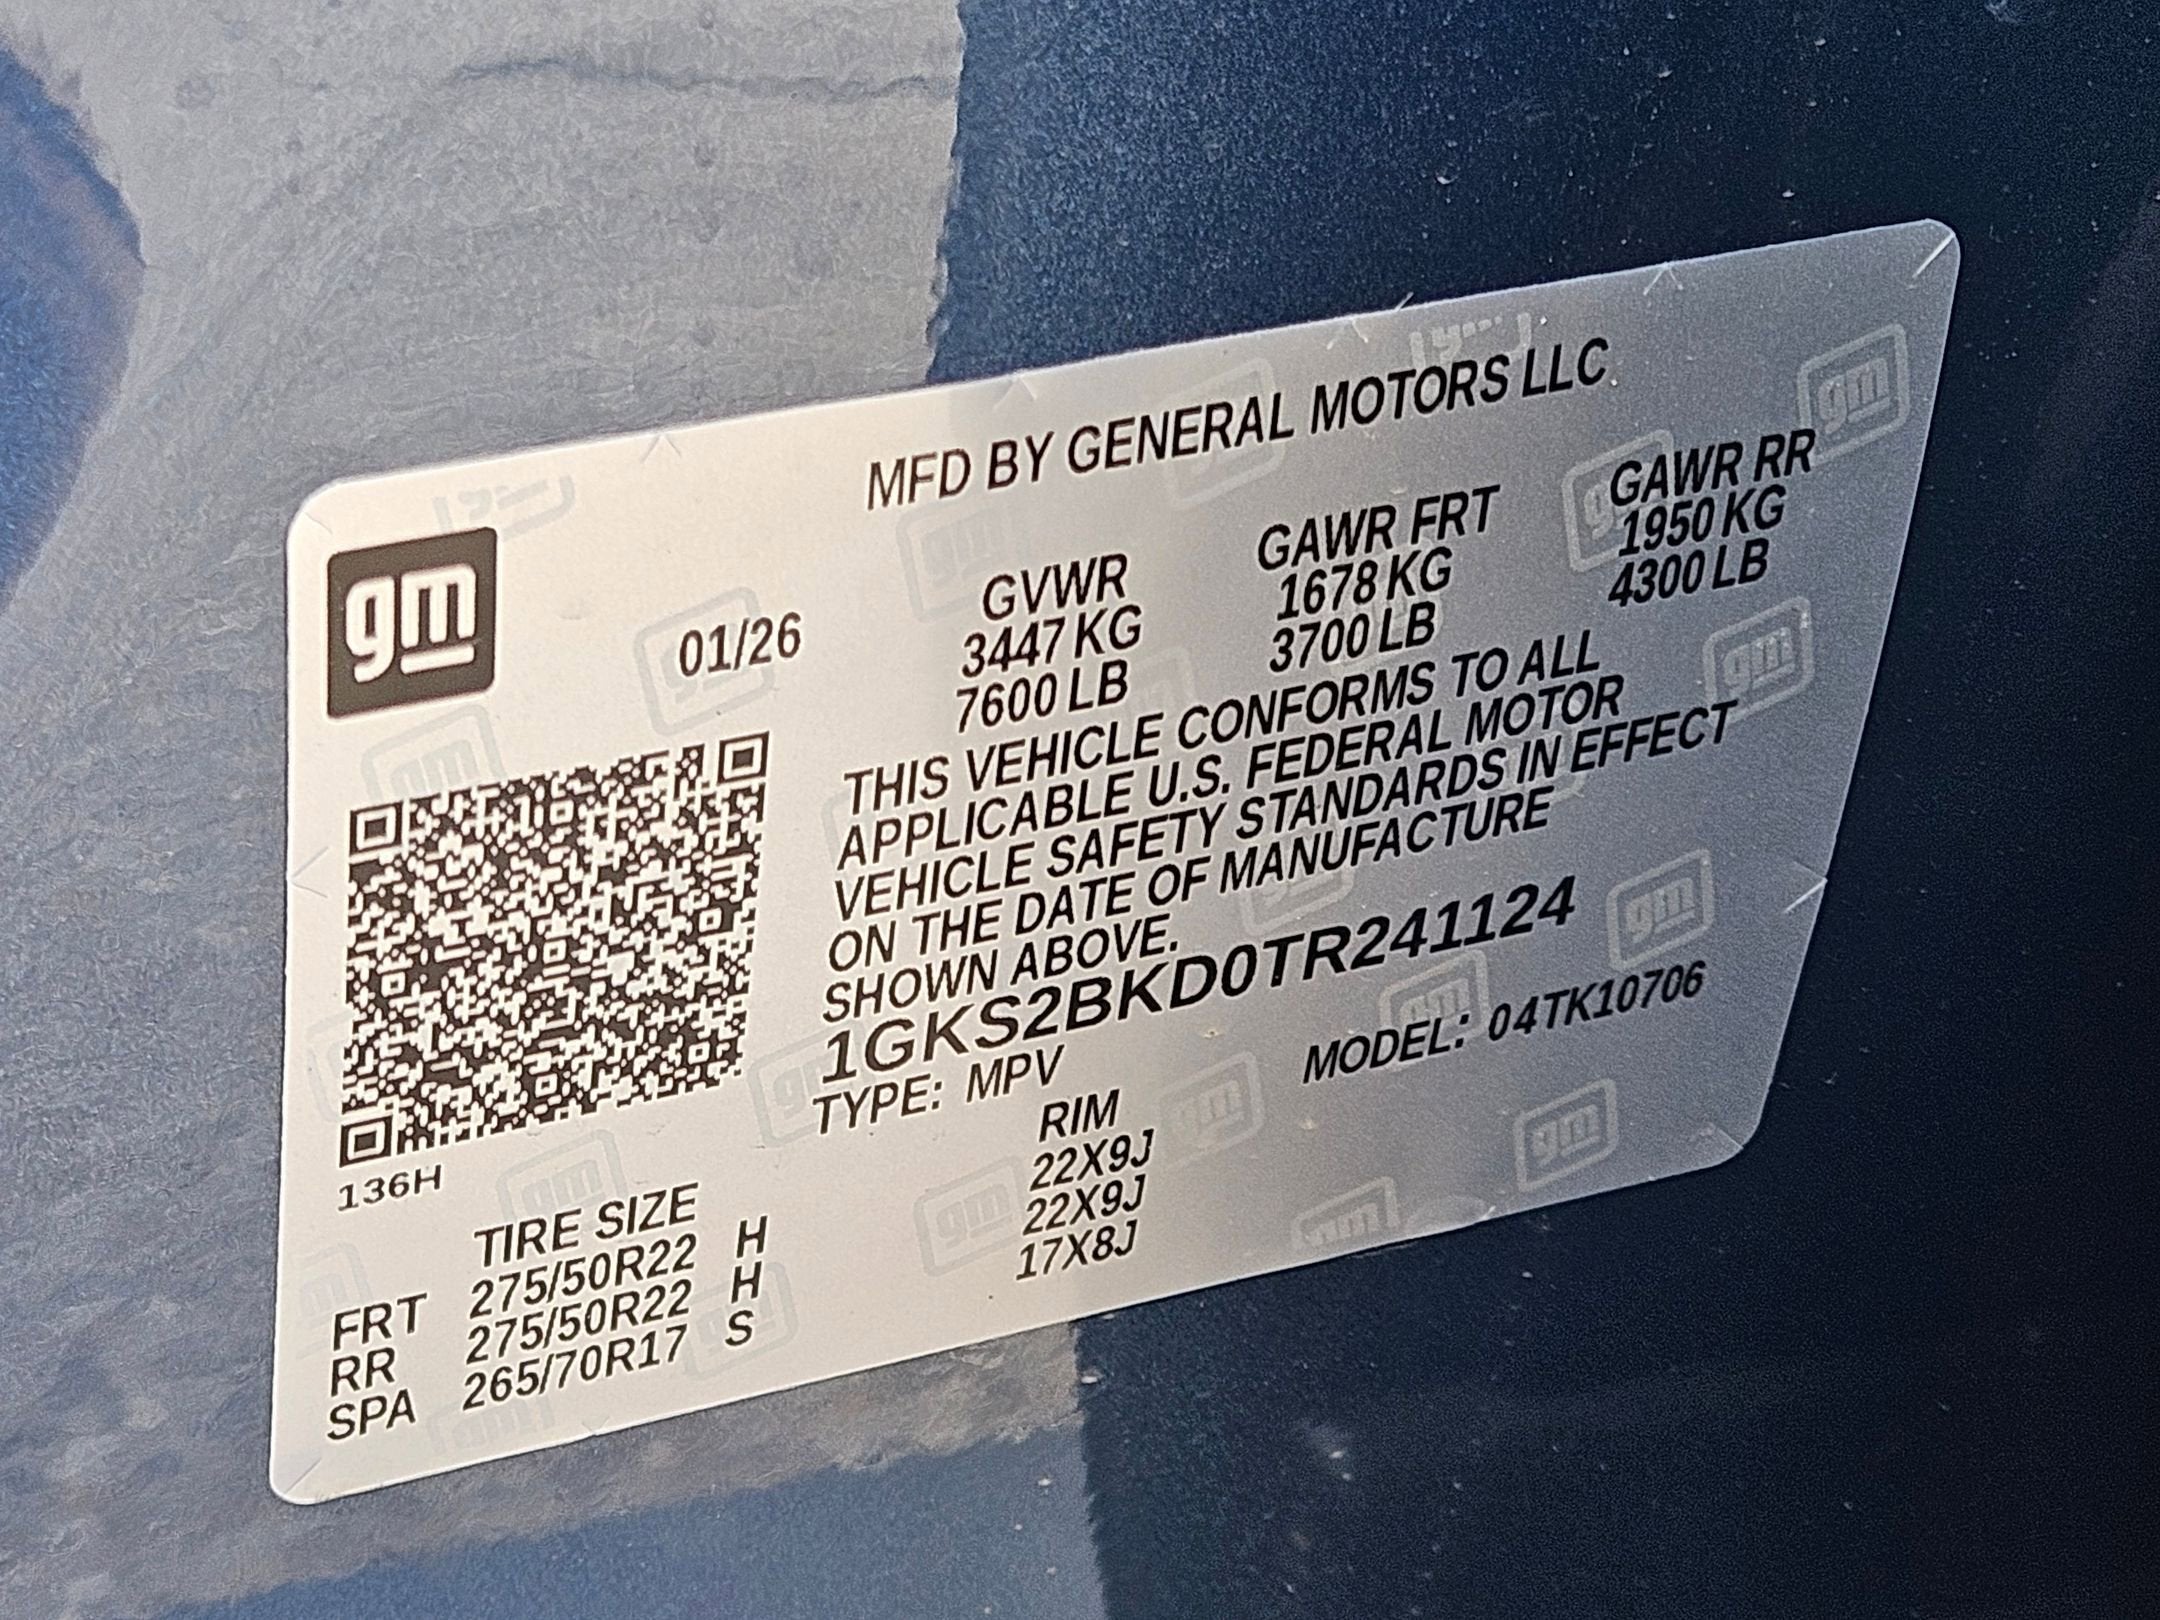 MFD BY GENERAL MOTORS LLC
gm
01/26
GVWR GAWR FRT GAWR RR
3447 KG 1678 KG 1950 KG
7600 LB 3700 LB 4300 LB
THIS VEHICLE CONFORMS TO ALL
APPLICABLE U.S. FEDERAL MOTOR
VEHICLE SAFETY STANDARDS IN EFFECT
ON THE DATE OF MANUFACTURE
SHOWN ABOVE.
1GKS2BKD0TR241124
TYPE: MPV MODEL: 04TK10706
136H
TIRE SIZE RIM
FRT 275/50R22 H 22X9J
RR 275/50R22 H 22X9J
SPA 265/70R17 S 17X8J